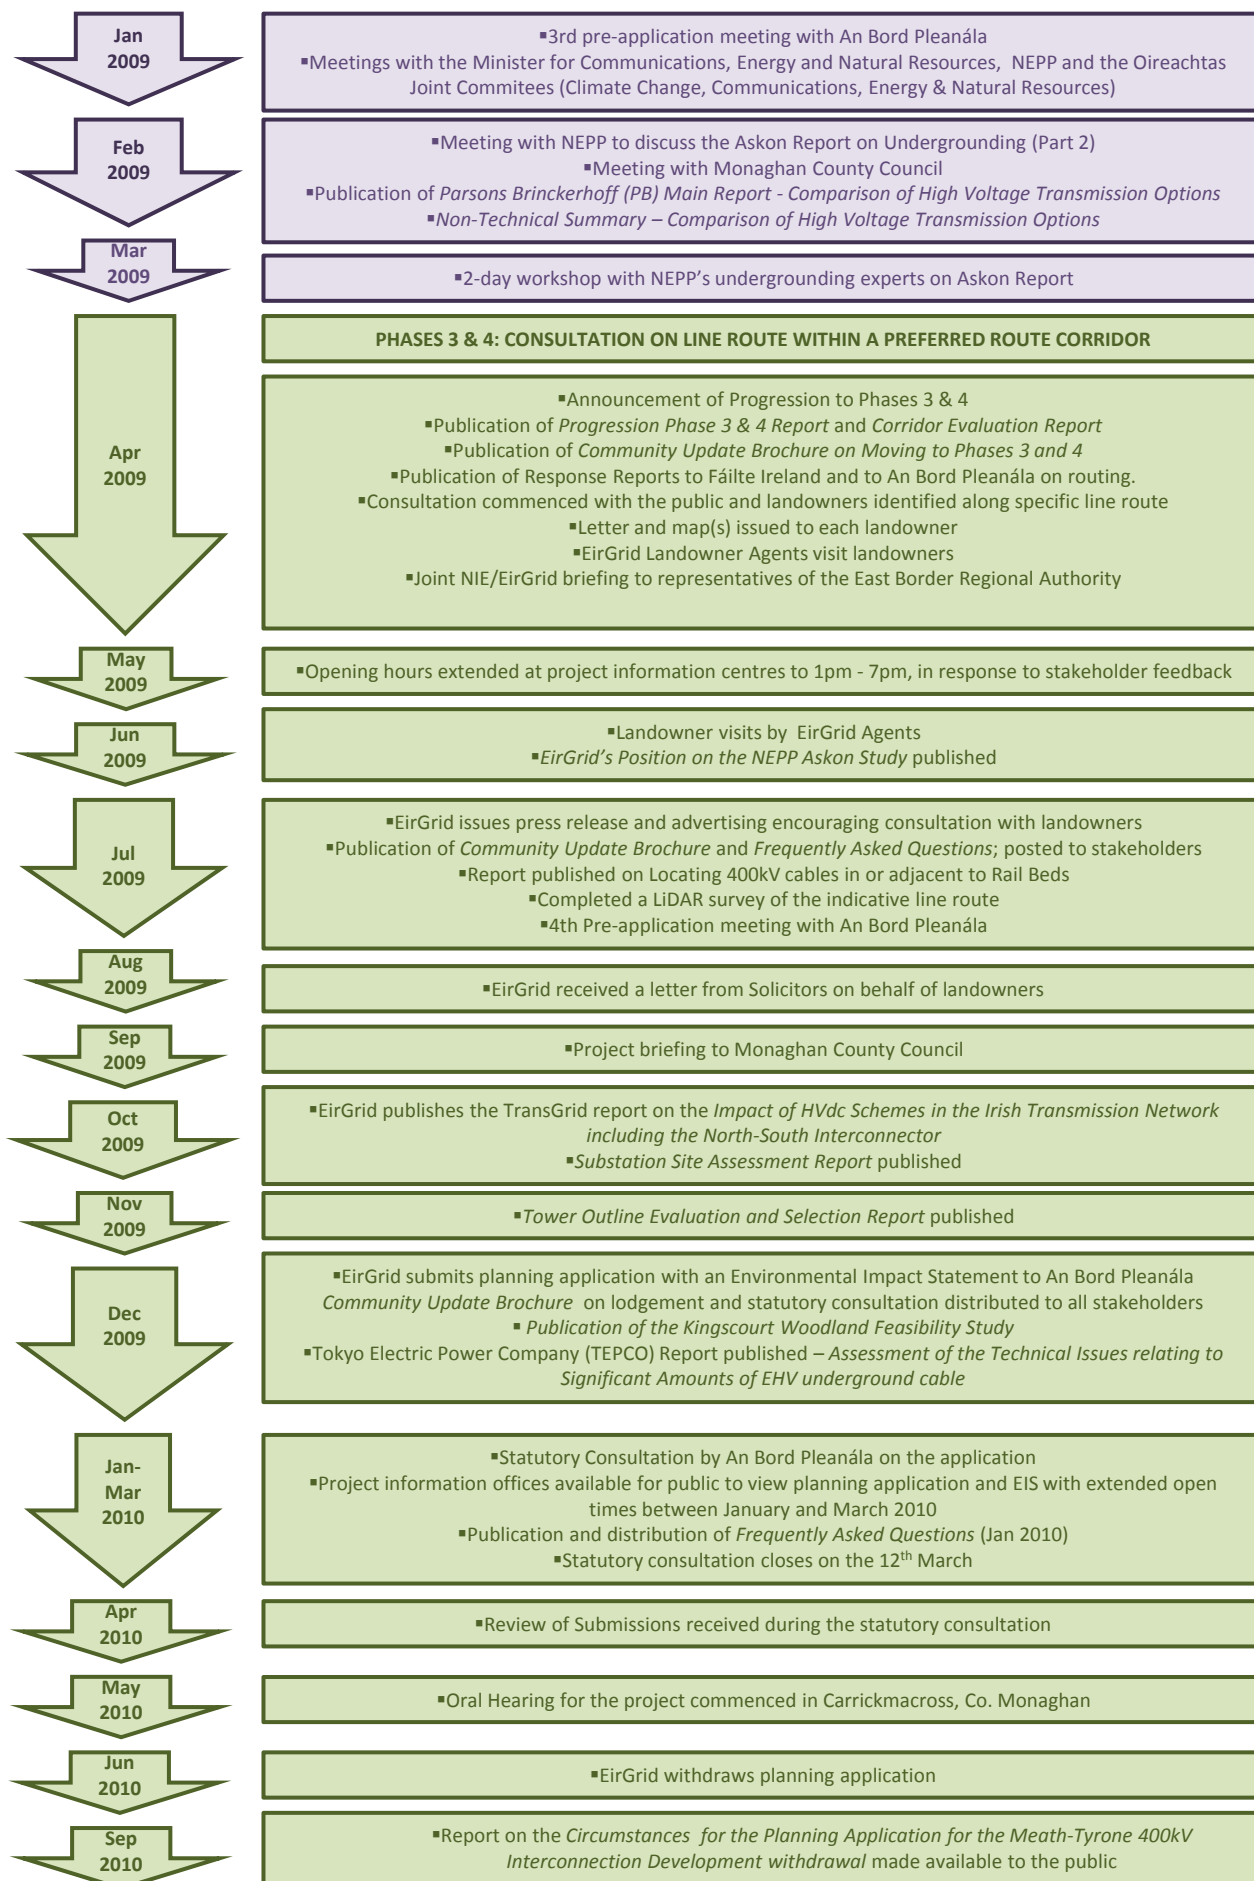 Jan
2009
▪3rd pre-application meeting with An Bord Pleanála
▪Meetings with the Minister for Communications, Energy and Natural Resources, NEPP and the Oireachtas
Joint Commitees (Climate Change, Communications, Energy & Natural Resources)
Feb
2009
▪Meeting with NEPP to discuss the Askon Report on Undergrounding (Part 2)
▪Meeting with Monaghan County Council
▪Publication of Parsons Brinckerhoff (PB) Main Report - Comparison of High Voltage Transmission Options
▪Non-Technical Summary – Comparison of High Voltage Transmission Options
Mar
2009
▪2-day workshop with NEPP's undergrounding experts on Askon Report
PHASES 3 & 4: CONSULTATION ON LINE ROUTE WITHIN A PREFERRED ROUTE CORRIDOR
Apr
2009
▪Announcement of Progression to Phases 3 & 4
▪Publication of Progression Phase 3 & 4 Report and Corridor Evaluation Report
▪Publication of Community Update Brochure on Moving to Phases 3 and 4
▪Publication of Response Reports to Fáilte Ireland and to An Bord Pleanála on routing.
▪Consultation commenced with the public and landowners identified along specific line route
▪Letter and map(s) issued to each landowner
▪EirGrid Landowner Agents visit landowners
▪Joint NIE/EirGrid briefing to representatives of the East Border Regional Authority
May
2009
▪Opening hours extended at project information centres to 1pm - 7pm, in response to stakeholder feedback
Jun
2009
▪Landowner visits by EirGrid Agents
▪EirGrid's Position on the NEPP Askon Study published
Jul
2009
▪EirGrid issues press release and advertising encouraging consultation with landowners
▪Publication of Community Update Brochure and Frequently Asked Questions; posted to stakeholders
▪Report published on Locating 400kV cables in or adjacent to Rail Beds
▪Completed a LiDAR survey of the indicative line route
▪4th Pre-application meeting with An Bord Pleanála
Aug
2009
▪EirGrid received a letter from Solicitors on behalf of landowners
Sep
2009
▪Project briefing to Monaghan County Council
Oct
2009
▪EirGrid publishes the TransGrid report on the Impact of HVdc Schemes in the Irish Transmission Network
including the North-South Interconnector
▪Substation Site Assessment Report published
Nov
2009
▪Tower Outline Evaluation and Selection Report published
Dec
2009
▪EirGrid submits planning application with an Environmental Impact Statement to An Bord Pleanála
Community Update Brochure on lodgement and statutory consultation distributed to all stakeholders
▪ Publication of the Kingscourt Woodland Feasibility Study
▪Tokyo Electric Power Company (TEPCO) Report published – Assessment of the Technical Issues relating to
Significant Amounts of EHV underground cable
Jan-
Mar
2010
▪Statutory Consultation by An Bord Pleanála on the application
▪Project information offices available for public to view planning application and EIS with extended open
times between January and March 2010
▪Publication and distribution of Frequently Asked Questions (Jan 2010)
▪Statutory consultation closes on the 12th March
Apr
2010
▪Review of Submissions received during the statutory consultation
May
2010
▪Oral Hearing for the project commenced in Carrickmacross, Co. Monaghan
Jun
2010
▪EirGrid withdraws planning application
Sep
2010
▪Report on the Circumstances for the Planning Application for the Meath-Tyrone 400kV
Interconnection Development withdrawal made available to the public